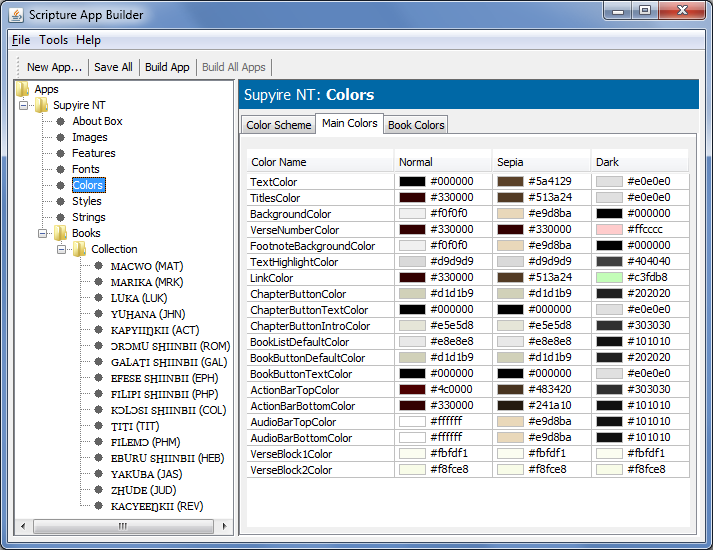 Scripture App Builder
File Tools Help
New App... Save All Build App Build All Apps
Apps
Supyire NT
About Box
Images
Features
Fonts
Colors
Styles
Strings
Books
Collection
MACWO (MAT)
MARIKA (MRK)
LUKA (LUK)
YUHANA (JHN)
KAPYIIŊKII (ACT)
ƆRƆMU SHIINBII (ROM)
GALAṬI SHIINBII (GAL)
EFESE SHIINBII (EPH)
FILIPI SHIINBII (PHP)
KƆLƆSI SHIINBII (COL)
ṬITI (TIT)
FILEMƆ (PHM)
EBURU SHIINBII (HEB)
YAKUBA (JAS)
ZHUDE (JUD)
KACYEEŊKII (REV)
Supyire NT: Colors
Color Scheme Main Colors Book Colors
Color Name Normal Sepia Dark
TextColor #000000 #5a4129 #e0e0e0
TitlesColor #330000 #513a24 #e0e0e0
BackgroundColor #f0f0f0 #e9d8ba #000000
VerseNumberColor #330000 #330000 #ffcccc
FootnoteBackgroundColor #f0f0f0 #e9d8ba #000000
TextHighlightColor #d9d9d9 #d9d9d9 #404040
LinkColor #330000 #513a24 #c3fdb8
ChapterButtonColor #d1d1b9 #d1d1b9 #202020
ChapterButtonTextColor #000000 #000000 #e0e0e0
ChapterButtonIntroColor #e5e5d8 #e5e5d8 #303030
BookListDefaultColor #e8e8e8 #e8e8e8 #101010
BookButtonDefaultColor #d1d1b9 #d1d1b9 #202020
BookButtonTextColor #000000 #000000 #e0e0e0
ActionBarTopColor #4c0000 #483420 #303030
ActionBarBottomColor #330000 #241a10 #101010
AudioBarTopColor #ffffff #e9d8ba #101010
AudioBarBottomColor #ffffff #e9d8ba #101010
VerseBlock1Color #fbfdf1 #fbfdf1 #fbfdf1
VerseBlock2Color #f8fce8 #f8fce8 #f8fce8